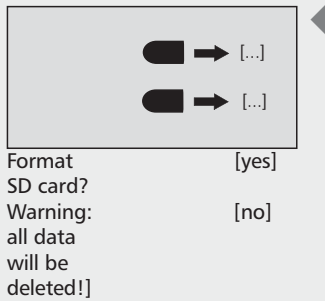 [...]
[...]
Format [yes]
SD card?
Warning: [no]
all data
will be
deleted!]